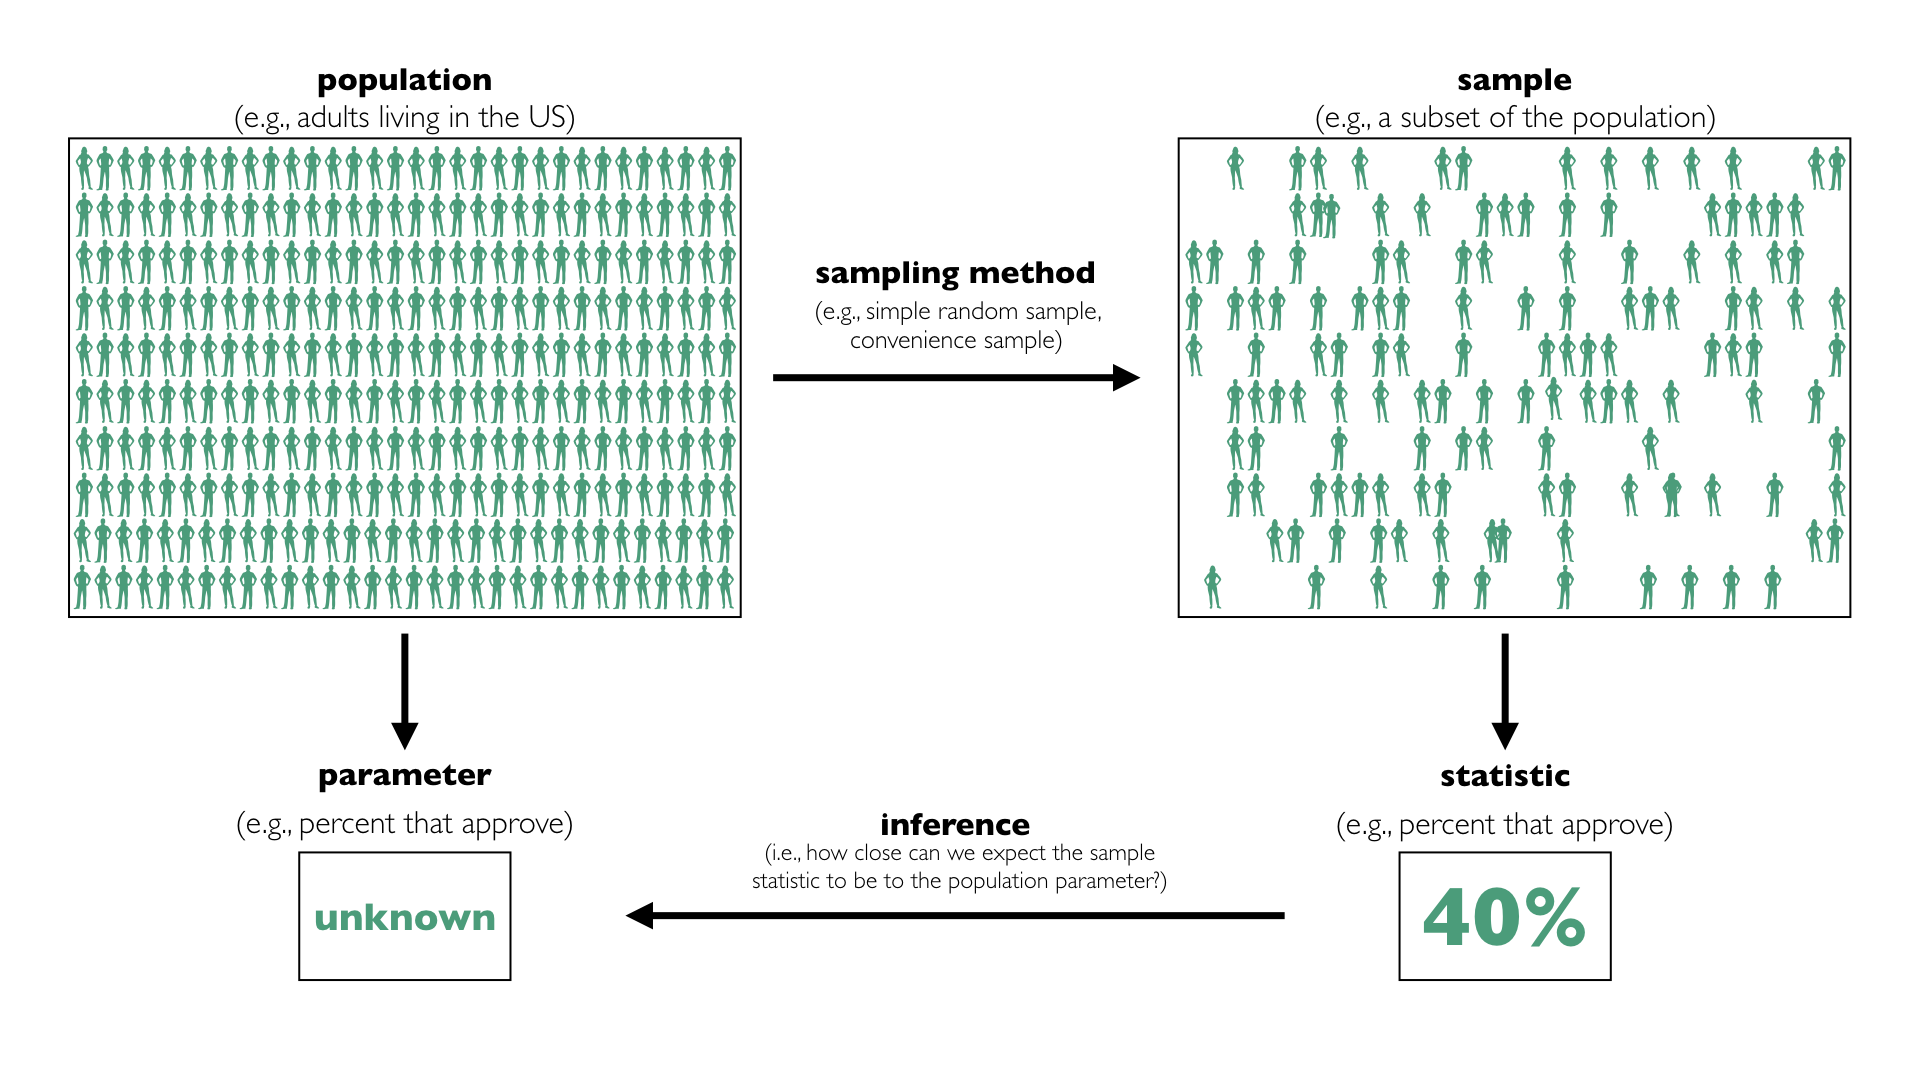 population
(e.g., adults living in the US)
sample
(e.g., a subset of the population)
sampling method
(e.g., simple random sample,
convenience sample)
parameter
(e.g., percent that approve)
unknown
inference
(i.e., how close can we expect the sample
statistic to be to the population parameter?)
statistic
(e.g., percent that approve)
40%